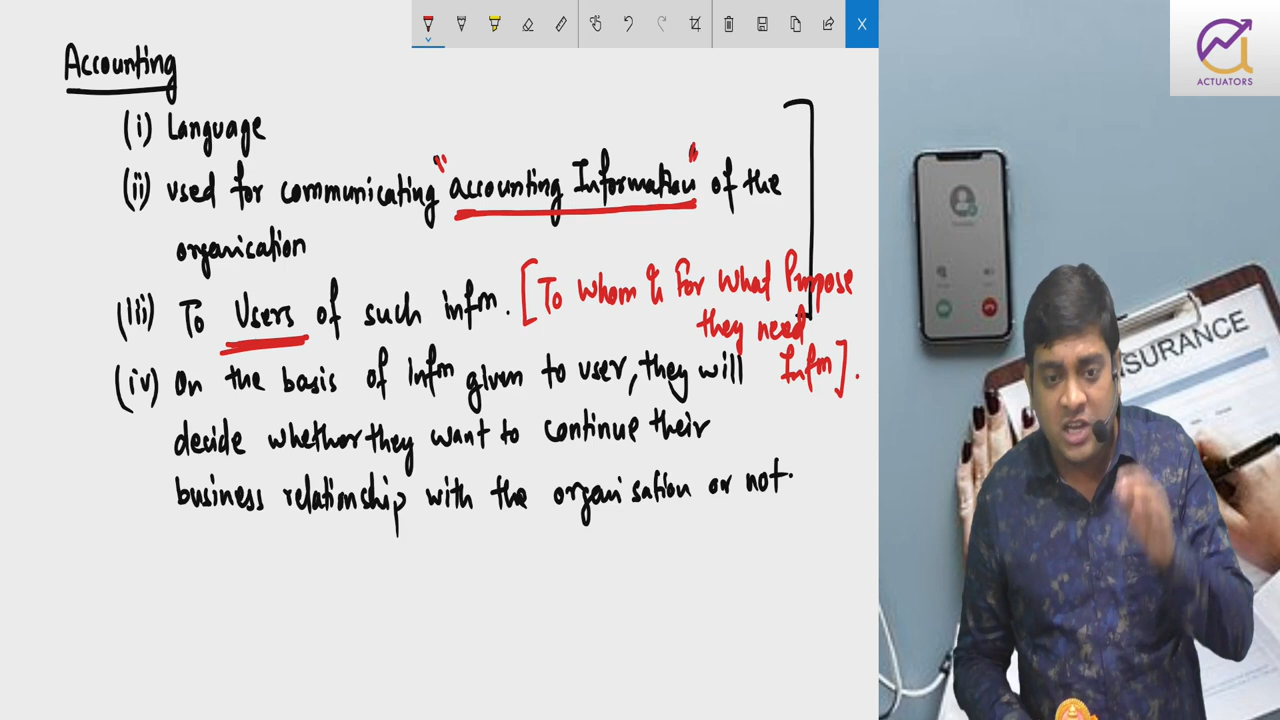 Accounting
(i) Language
(ii) used for communicating "accounting Information" of the
organisation
(iii) To Users of such infm. [To whom & For What Purpose
they need
Infm].
(iv) On the basis of Infm given to user, they will
decide whether they want to continue their
business relationship with the organisation or not.
ACTUATORS
NSURANCE